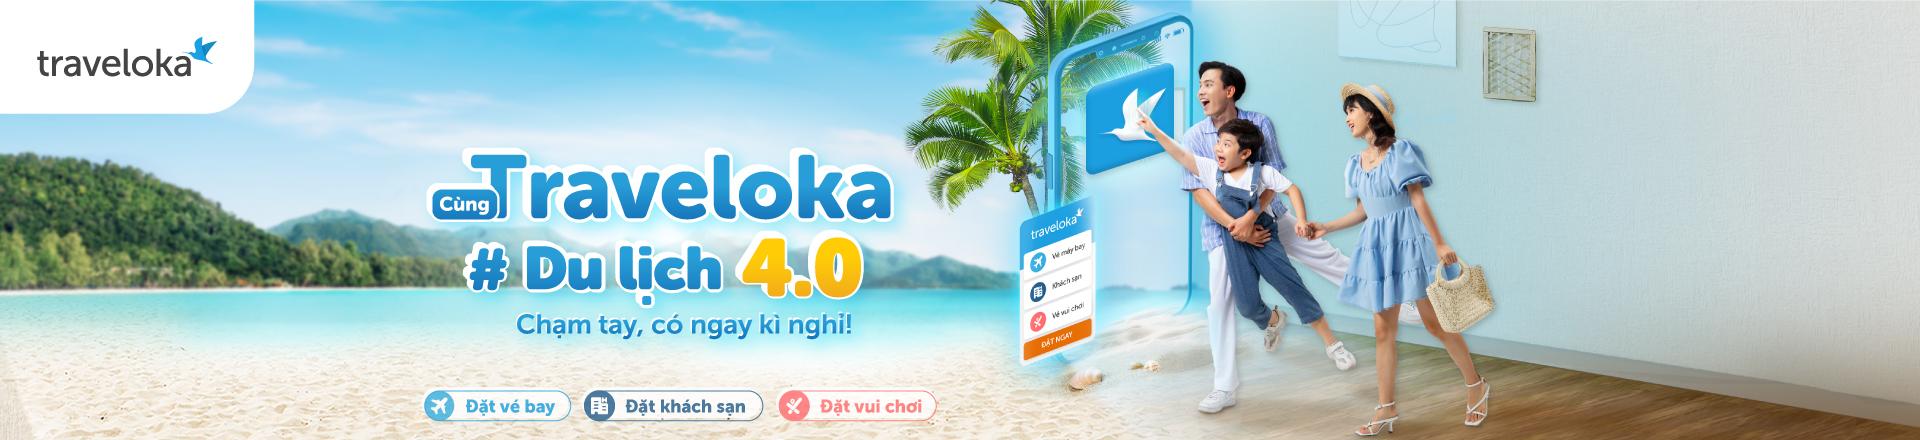 traveloka
Cùng Traveloka
# Du lịch 4.0
Chạm tay, có ngay kì nghỉ!
Đặt vé bay
Đặt khách sạn
Đặt vui chơi
traveloka
Vé máy bay
Khách sạn
Vé vui chơi
ĐẶT NGAY